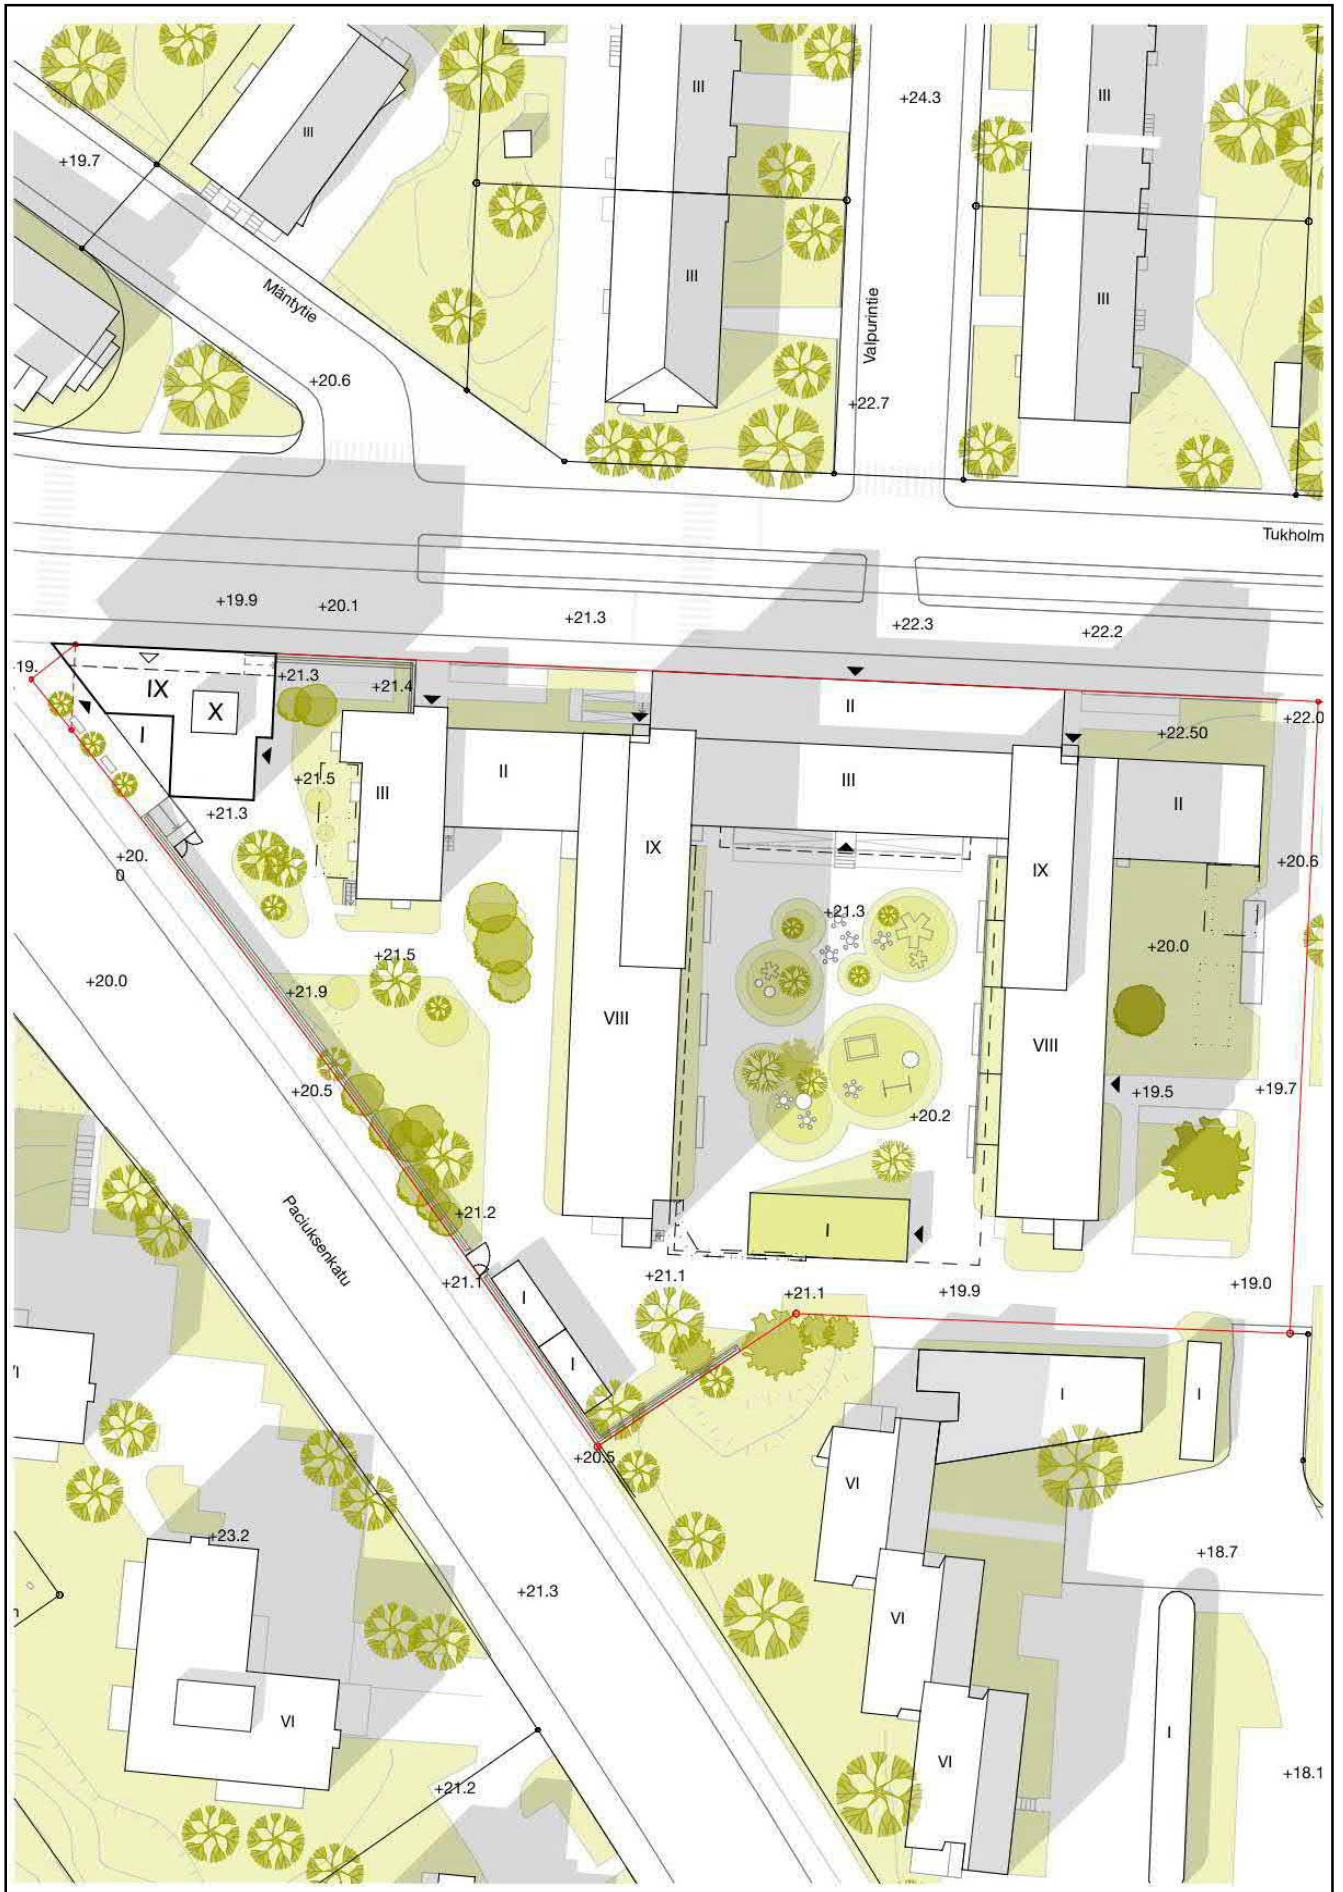 III
+24.3
III
III
+19.7
III
III
III
Mäntytie
Valpurintie
+20.6
+22.7
Tukholm
+19.9
+20.1
+21.3
+22.3
+22.2
19.
+21.3
+21.4
IX
X
I
II
+22.0
+22.50
II
III
+21.5
III
II
+21.3
IX
IX
+20.
0
+20.6
+21.3
+20.0
+21.5
+20.0
+21.9
VIII
VIII
+20.5
+20.2
+19.5
+19.7
+21.2
I
Paciuksenkatu
+21.1
+21.1
+21.1
+19.9
+19.0
I
I
I
I
VI
+20.5
VI
+23.2
+18.7
+21.3
VI
VI
I
VI
+21.2
+18.1